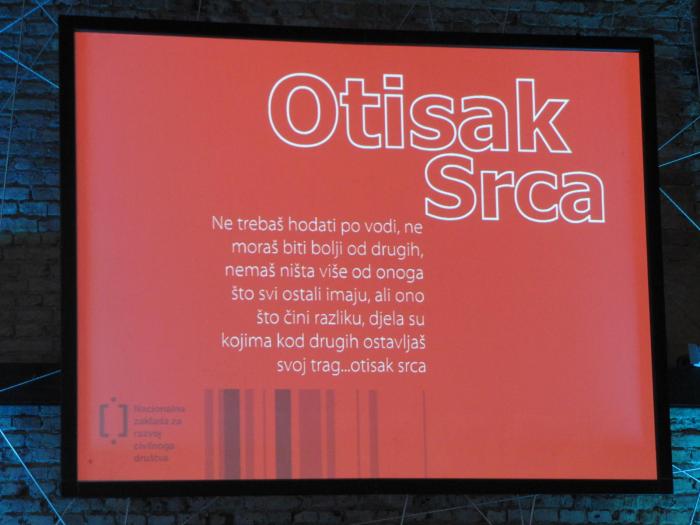 Otisak
Srca
Ne trebaš hodati po vodi, ne
moraš biti bolji od drugih,
nemaš ništa više od onoga
što svi ostali imaju, ali ono
što čini razliku, djela su
kojima kod drugih ostavljaš
svoj trag...otisak srca
Nacionalna
zaklada za
razvoj
civilnoga
društva